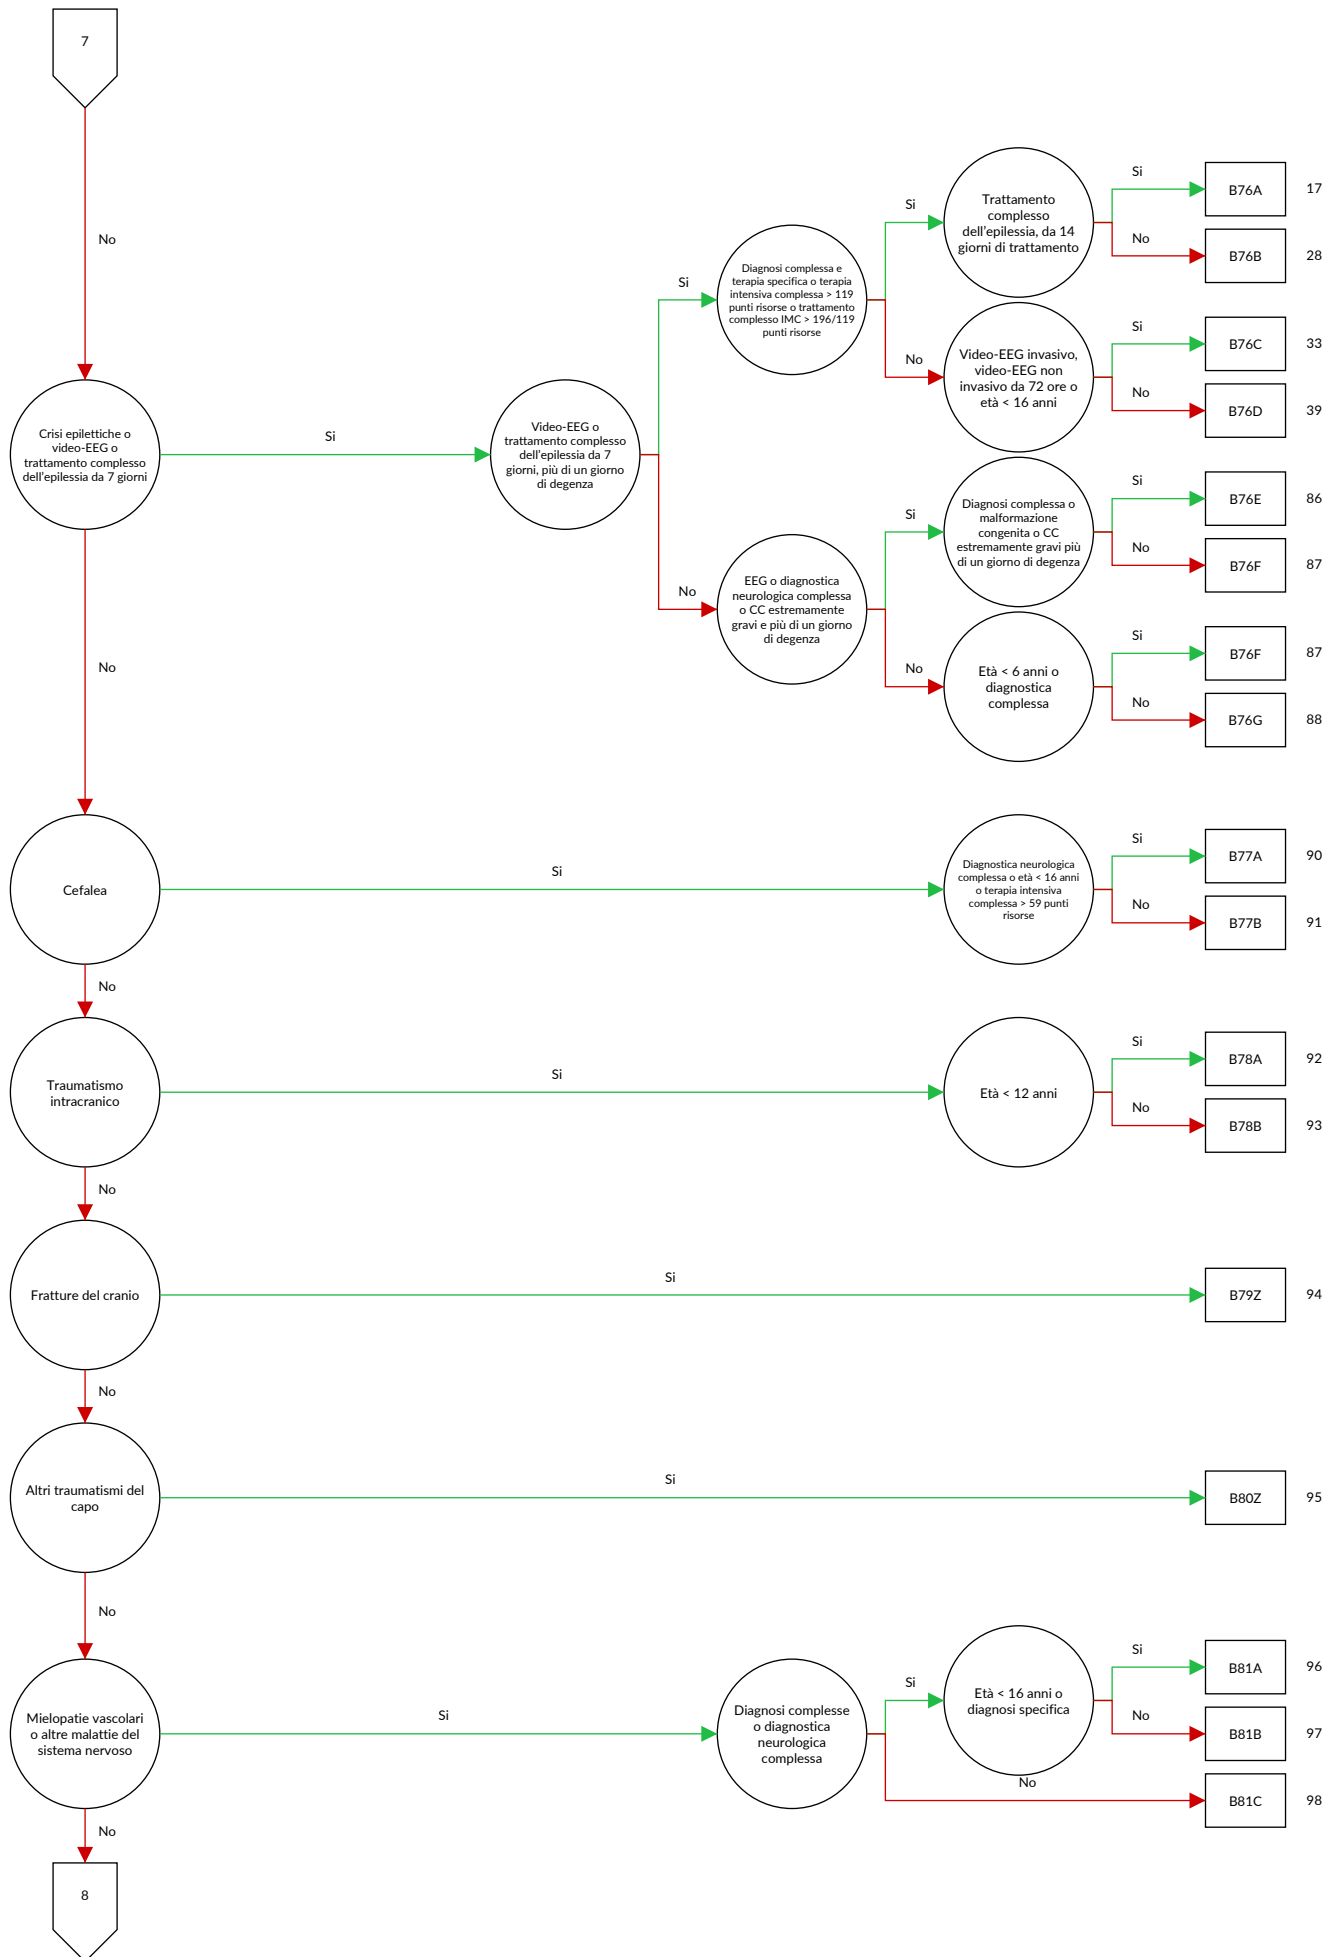 7
No
Crisi epilettiche o
video-EEG o
trattamento complesso
dell'epilessia da 7 giorni
Si
Video-EEG o
trattamento complesso
dell'epilessia da 7
giorni, più di un giorno
di degenza
Si
Diagnosi complessa e
terapia specifica o terapia
intensiva complessa > 119
punti risorse o trattamento
complesso IMC > 196/119
punti risorse
Si
Trattamento
complesso
dell'epilessia, da 14
giorni di trattamento
Si
B76A
17
No
B76B
28
No
Video-EEG invasivo,
video-EEG non
invasivo da 72 ore o
età < 16 anni
Si
B76C
33
No
B76D
39
No
EEG o diagnostica
neurologica complessa
o CC estremamente
gravi e più di un giorno
di degenza
Si
Diagnosi complessa o
malformazione
congenita o CC
estremamente gravi più
di un giorno di degenza
Si
B76E
86
No
B76F
87
No
Età < 6 anni o
diagnostica
complessa
Si
B76F
87
No
B76G
88
No
Cefalea
Si
Diagnostica neurologica
complessa o età < 16 anni
o terapia intensiva
complessa > 59 punti
risorse
Si
B77A
90
No
B77B
91
No
Traumatismo
intracranico
Si
Età < 12 anni
Si
B78A
92
No
B78B
93
No
Fratture del cranio
Si
B79Z
94
No
Altri traumatismi del
capo
Si
B80Z
95
No
Mielopatie vascolari
o altre malattie del
sistema nervoso
Si
Diagnosi complesse
o diagnostica
neurologica
complessa
Si
Età < 16 anni o
diagnosi specifica
Si
B81A
96
No
B81B
97
No
B81C
98
No
8